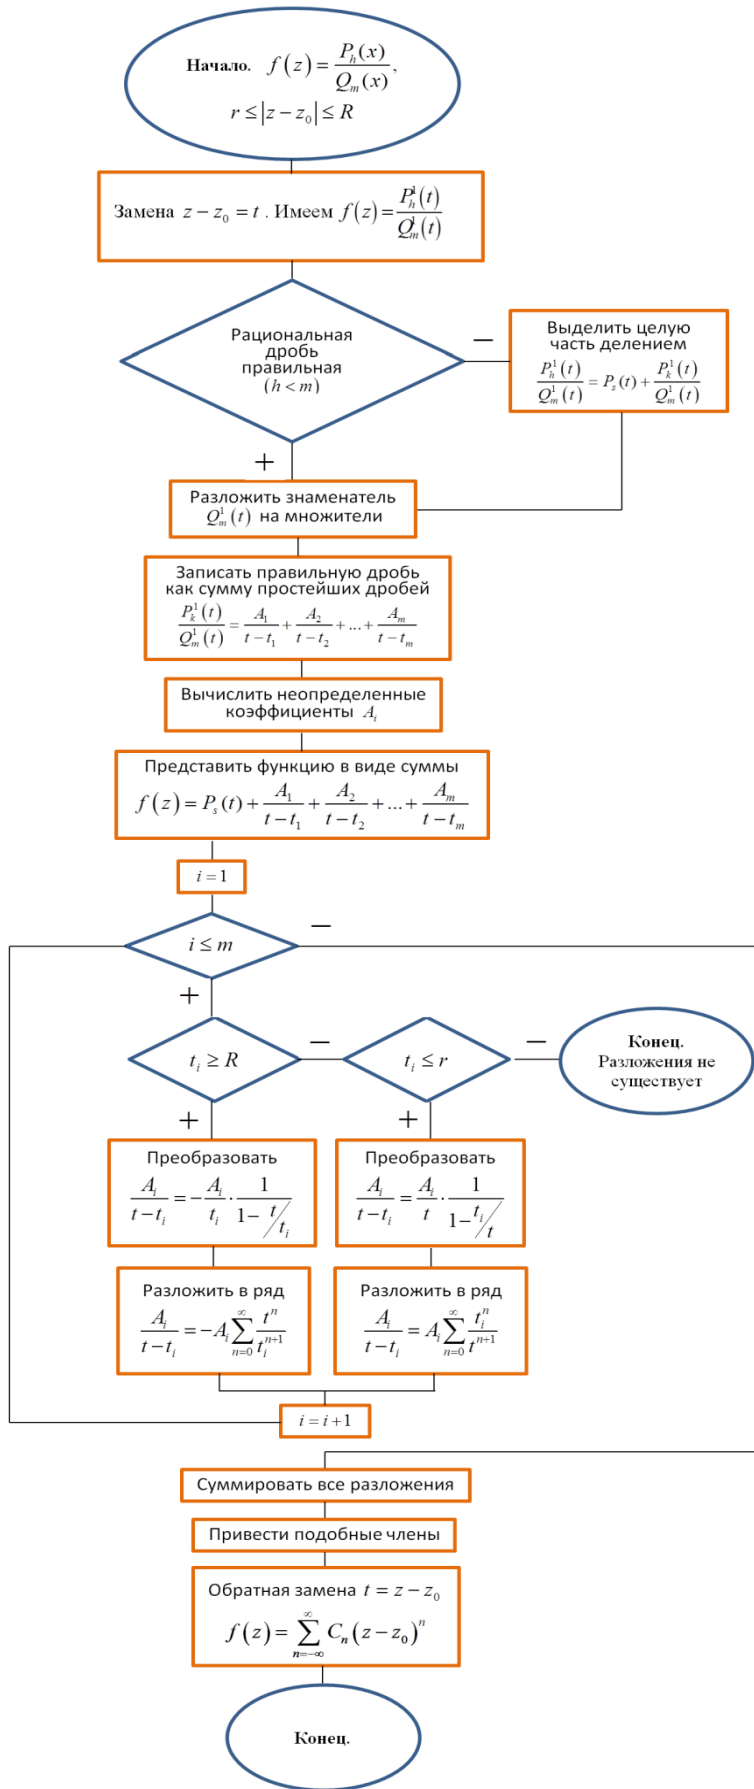 Начало. f(z) = P_h(x)/Q_m(x),
r ≤ |z − z_0| ≤ R
Замена z − z_0 = t . Имеем f(z) = P_h^1(t)/Q_m^1(t)
Рациональная
дробь
правильная
(h < m)
−
Выделить целую
часть делением
P_h^1(t)/Q_m^1(t) = P_s(t) + P_k^1(t)/Q_m^1(t)
+
Разложить знаменатель
Q_m^1(t) на множители
Записать правильную дробь
как сумму простейших дробей
P_k^1(t)/Q_m^1(t) = A_1/(t − t_1) + A_2/(t − t_2) + ... + A_m/(t − t_m)
Вычислить неопределенные
коэффициенты A_i
Представить функцию в виде суммы
f(z) = P_s(t) + A_1/(t − t_1) + A_2/(t − t_2) + ... + A_m/(t − t_m)
i = 1
i ≤ m
−
+
t_i ≥ R
−
t_i ≤ r
−
Конец.
Разложения не
существует
+
+
Преобразовать
A_i/(t − t_i) = −A_i/t_i · 1/(1 − t/t_i)
Преобразовать
A_i/(t − t_i) = A_i/t · 1/(1 − t_i/t)
Разложить в ряд
A_i/(t − t_i) = −A_i ∑_{n=0}^{∞} t^n/t_i^{n+1}
Разложить в ряд
A_i/(t − t_i) = A_i ∑_{n=0}^{∞} t_i^n/t^{n+1}
i = i + 1
Суммировать все разложения
Привести подобные члены
Обратная замена t = z − z_0
f(z) = ∑_{n=−∞}^{∞} C_n (z − z_0)^n
Конец.